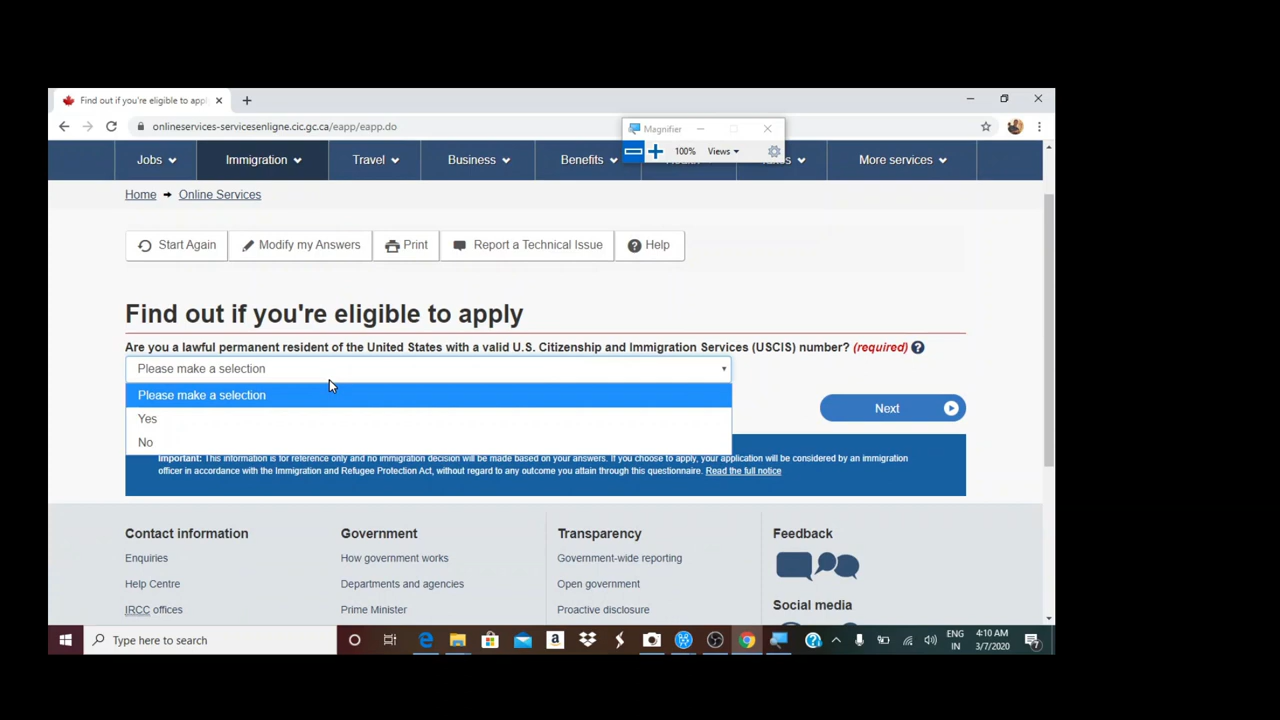 Find out if you're eligible to appl
Magnifier
onlineservices-servicesenligne.cic.gc.ca/eapp/eapp.do
100% Views
Jobs Immigration Travel Business Benefits More services
Home Online Services
Start Again Modify my Answers Print Report a Technical Issue Help
Find out if you're eligible to apply
Are you a lawful permanent resident of the United States with a valid U.S. Citizenship and Immigration Services (USCIS) number? (required)
Please make a selection
Please make a selection
Yes
No
Next
Important: This information is for reference only and no immigration decision will be made based on your answers. If you choose to apply, your application will be considered by an immigration
officer in accordance with the Immigration and Refugee Protection Act, without regard to any outcome you attain through this questionnaire. Read the full notice
Contact information Government Transparency Feedback
Enquiries How government works Government-wide reporting
Help Centre Departments and agencies Open government
Social media
IRCC offices Prime Minister Proactive disclosure
Type here to search
ENG 4:10 AM
IN 3/7/2020 7